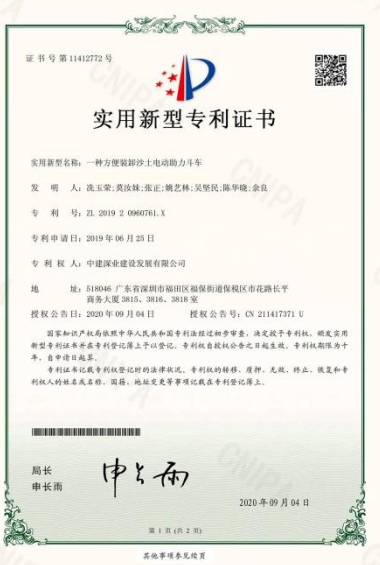 证书号第11412772号
实用新型专利证书
实用新型名称：一种方便装卸沙土电动助力斗车
发 明 人：冼玉荣;莫汝妹;张正;姚艺林;吴坚民;陈华晓;余良
专 利 号：ZL 2019 2 0960761.X
专利申请日：2019年06月25日
专 利 权 人：中建深业建设发展有限公司
地 址：518046 广东省深圳市福田区福保街道保税区市花路长平
商务大厦3815、3816、3818室
授权公告日：2020年09月04日 授权公告号：CN 211417371 U
国家知识产权局依照中华人民共和国专利法经过初步审查，决定授予专利权，颁发实用
新型专利证书并在专利登记簿上予以登记。专利权自授权公告之日起生效。专利权期限为十
年，自申请日起算。
专利证书记载专利权登记时的法律状况。专利权的转移、质押、无效、终止、恢复和专
利权人的姓名或名称、国籍、地址变更等事项记载在专利登记簿上。
局长
申长雨
申长雨
2020年09月04日
第 1 页 (共 2 页)
其他事项参见续页
CNIPA